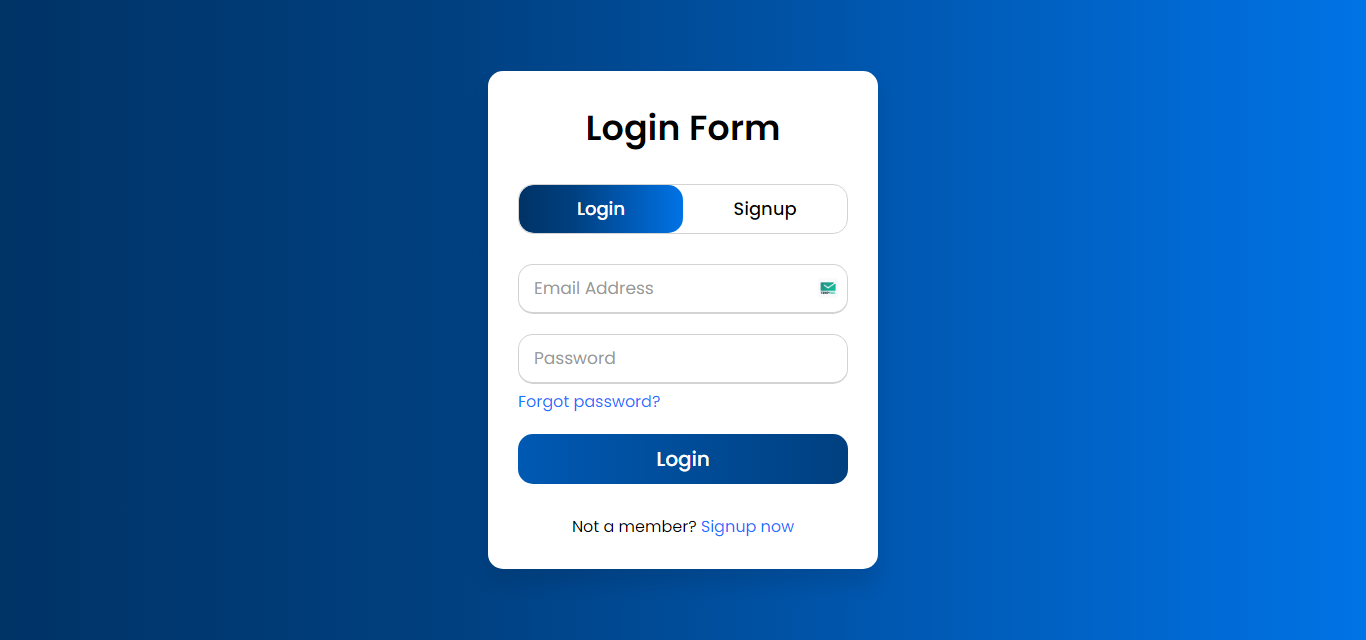 Login Form
Login Signup
Email Address
Password
Forgot password?
Login
Not a member? Signup now